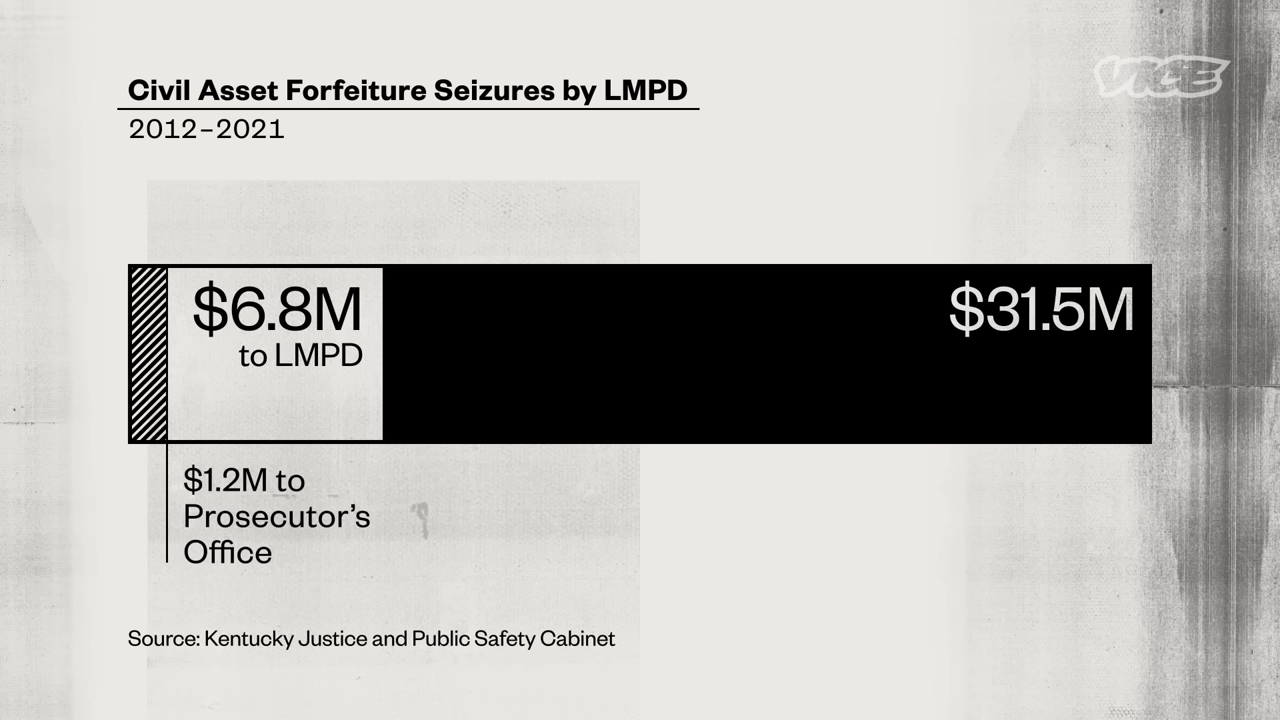 Civil Asset Forfeiture Seizures by LMPD
2012–2021
VICE
$6.8M
to LMPD
$31.5M
$1.2M to
Prosecutor’s
Office
Source: Kentucky Justice and Public Safety Cabinet